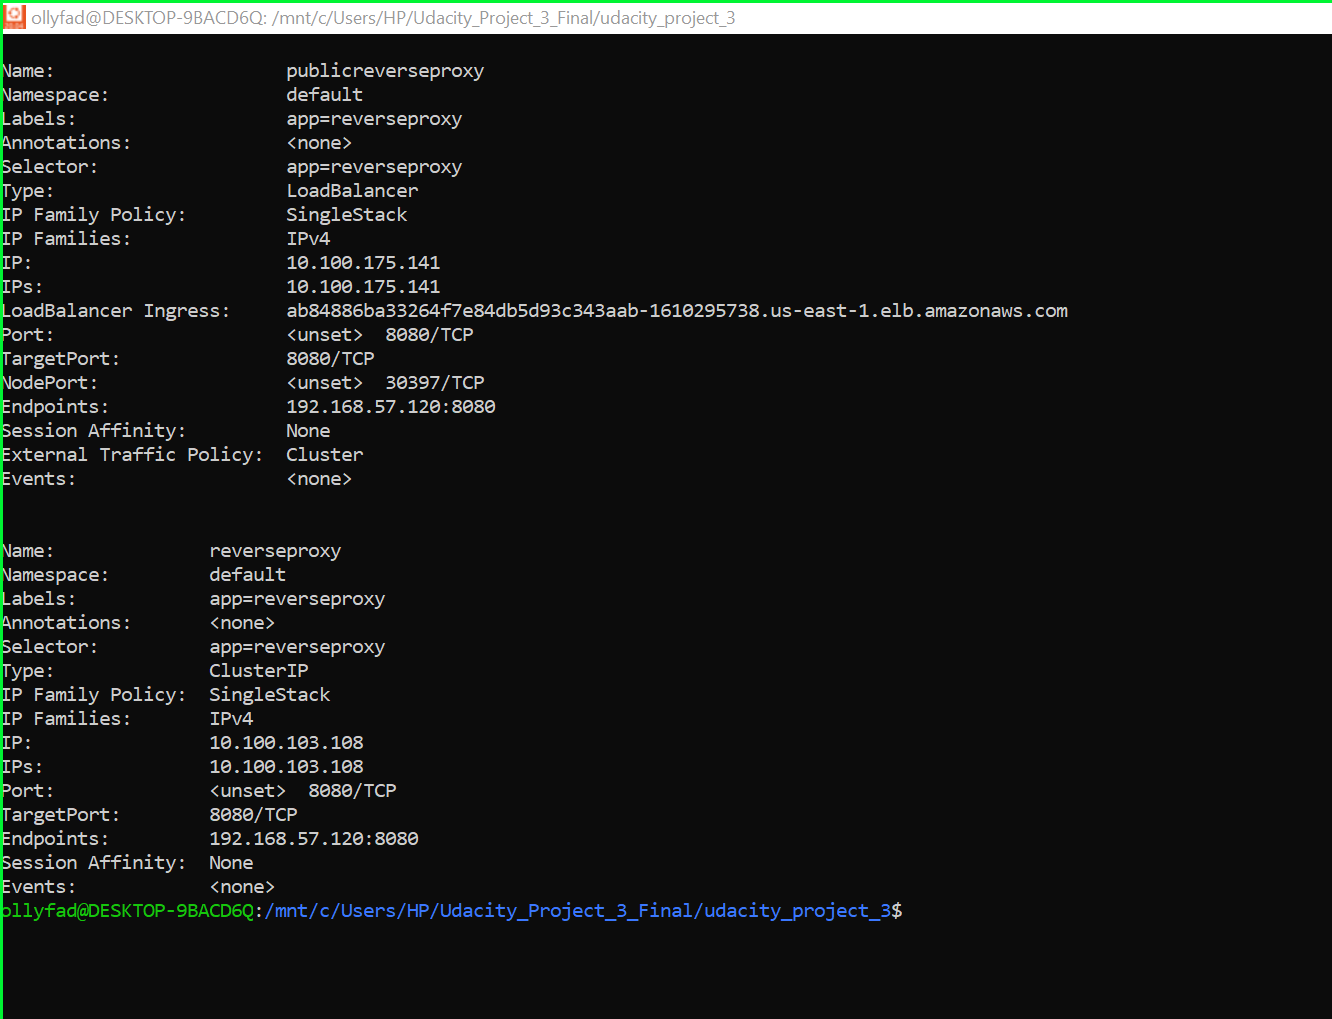 ollyfad@DESKTOP-9BACD6Q: /mnt/c/Users/HP/Udacity_Project_3_Final/udacity_project_3
Name:                     publicreverseproxy
Namespace:                default
Labels:                   app=reverseproxy
Annotations:              <none>
Selector:                 app=reverseproxy
Type:                     LoadBalancer
IP Family Policy:         SingleStack
IP Families:              IPv4
IP:                       10.100.175.141
IPs:                      10.100.175.141
LoadBalancer Ingress:     ab84886ba33264f7e84db5d93c343aab-1610295738.us-east-1.elb.amazonaws.com
Port:                     <unset>  8080/TCP
TargetPort:               8080/TCP
NodePort:                 <unset>  30397/TCP
Endpoints:                192.168.57.120:8080
Session Affinity:         None
External Traffic Policy:  Cluster
Events:                   <none>
Name:              reverseproxy
Namespace:         default
Labels:            app=reverseproxy
Annotations:       <none>
Selector:          app=reverseproxy
Type:              ClusterIP
IP Family Policy:  SingleStack
IP Families:       IPv4
IP:                10.100.103.108
IPs:               10.100.103.108
Port:              <unset>  8080/TCP
TargetPort:        8080/TCP
Endpoints:         192.168.57.120:8080
Session Affinity:  None
Events:            <none>
ollyfad@DESKTOP-9BACD6Q:/mnt/c/Users/HP/Udacity_Project_3_Final/udacity_project_3$